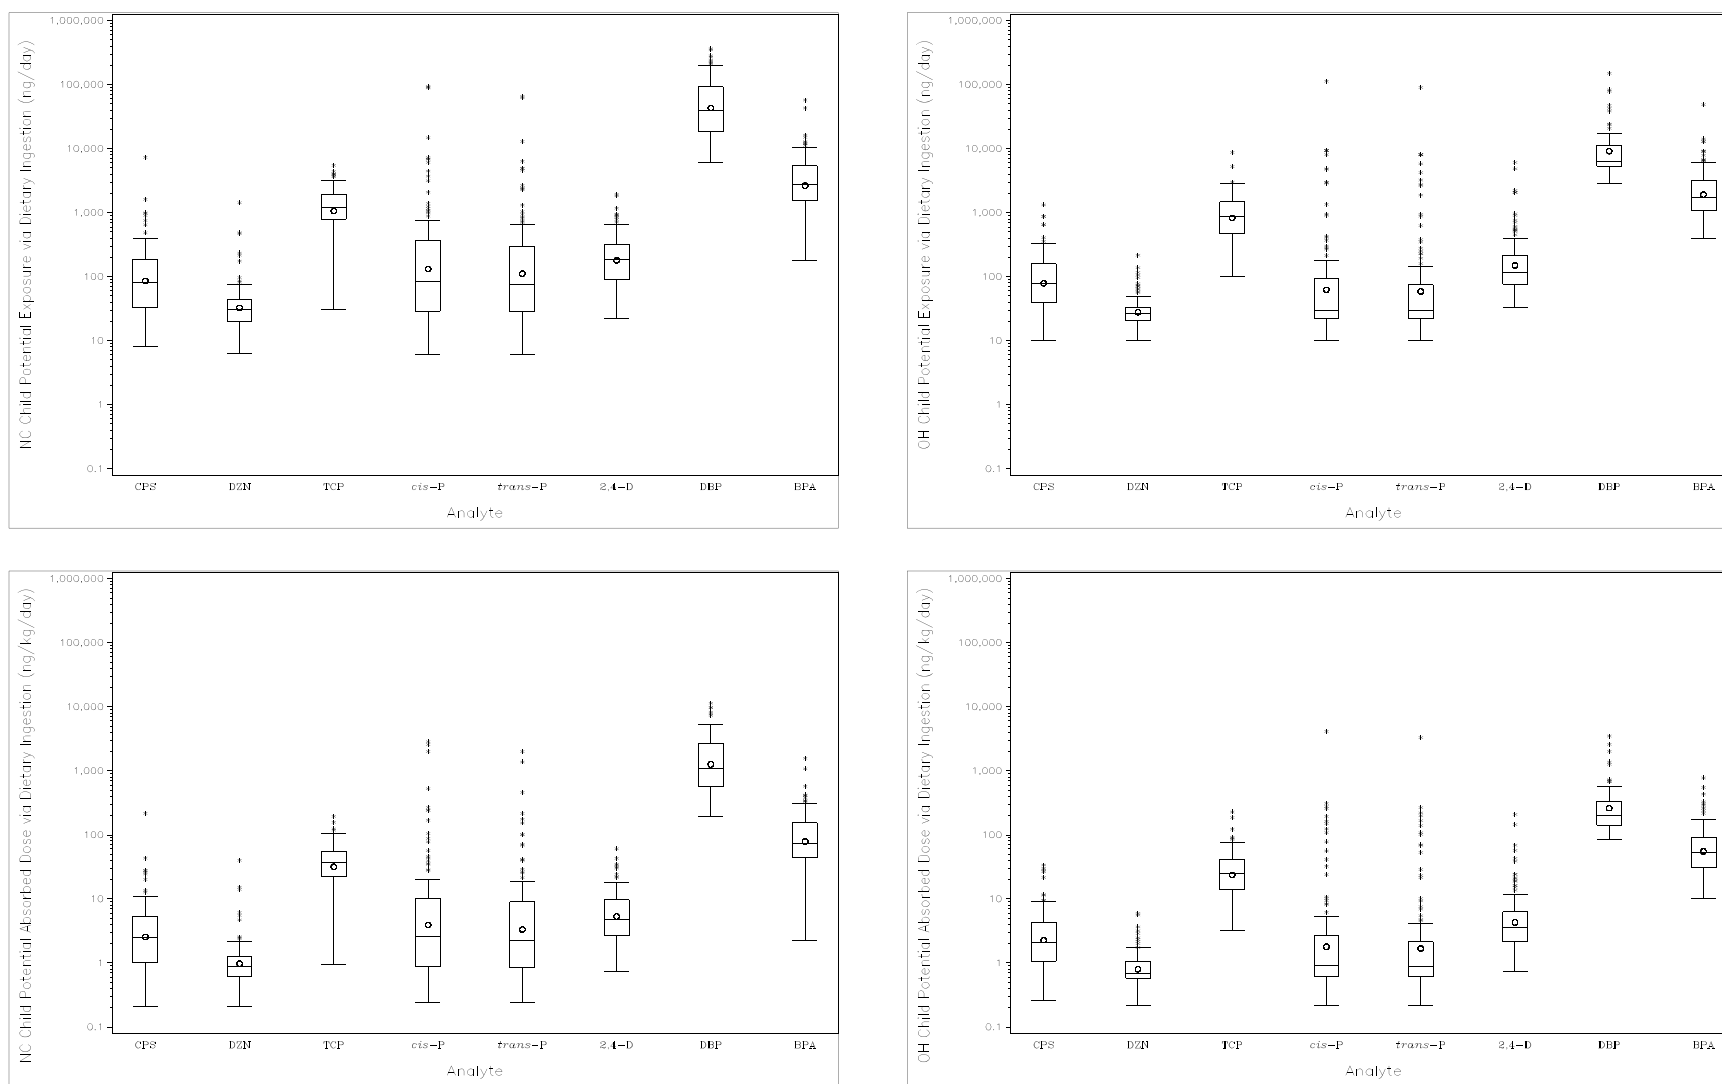 NC Child Potential Exposure via Dietary Ingestion (ng/day)
1,000,000
100,000
10,000
1,000
100
10
1
0.1
CPS DZN TCP cis-P trans-P 2,4-D DBP BPA
Analyte
OH Child Potential Exposure via Dietary Ingestion (ng/day)
1,000,000
100,000
10,000
1,000
100
10
1
0.1
CPS DZN TCP cis-P trans-P 2,4-D DBP BPA
Analyte
NC Child Potential Absorbed Dose via Dietary Ingestion (ng/kg/day)
1,000,000
100,000
10,000
1,000
100
10
1
0.1
CPS DZN TCP cis-P trans-P 2,4-D DBP BPA
Analyte
OH Child Potential Absorbed Dose via Dietary Ingestion (ng/kg/day)
1,000,000
100,000
10,000
1,000
100
10
1
0.1
CPS DZN TCP cis-P trans-P 2,4-D DBP BPA
Analyte